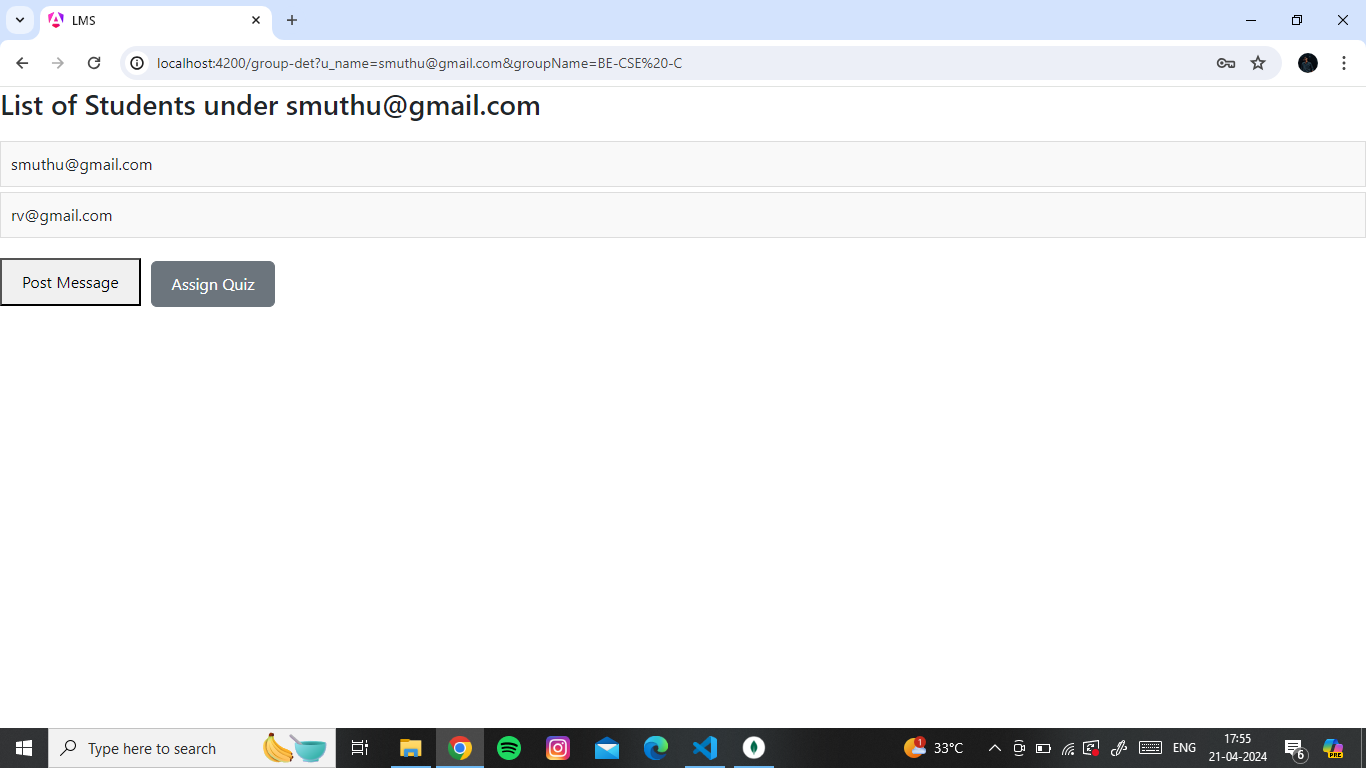 LMS
localhost:4200/group-det?u_name=smuthu@gmail.com&groupName=BE-CSE%20-C
List of Students under smuthu@gmail.com
smuthu@gmail.com
rv@gmail.com
Post Message
Assign Quiz
Type here to search
1
33°C
ENG
17:55
21-04-2024
6
PRE